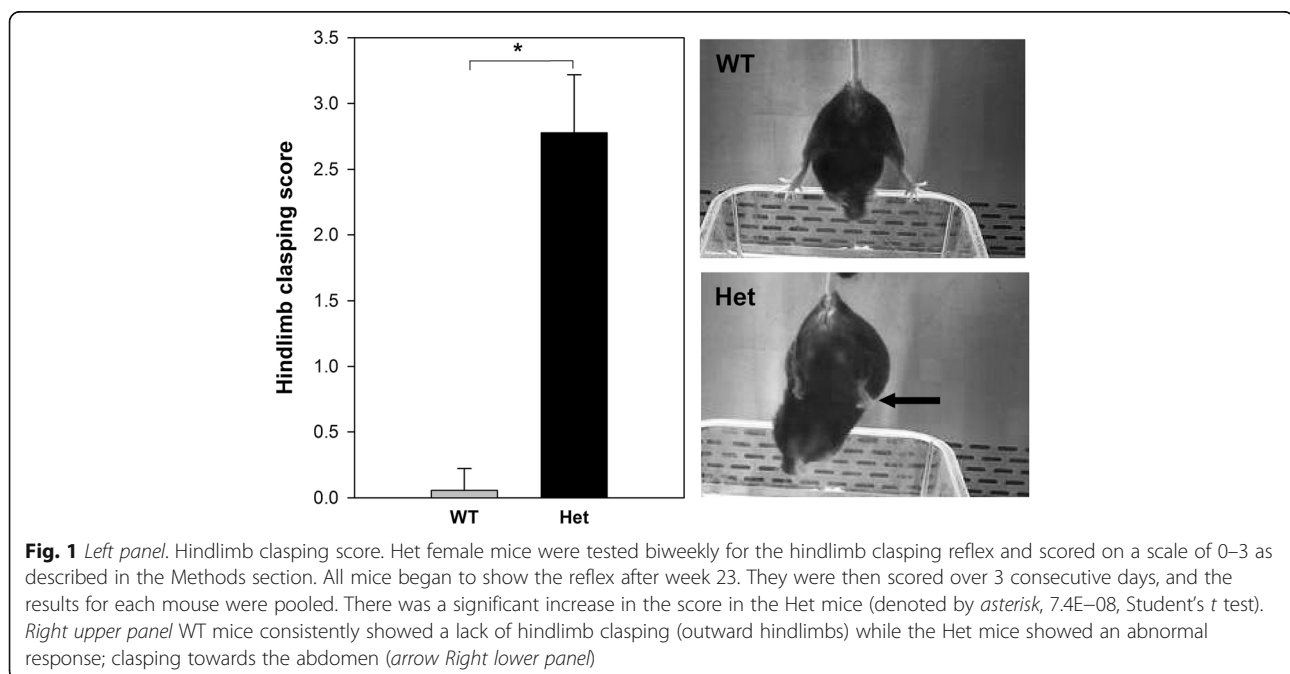 3.5
3.0
2.5
2.0
1.5
1.0
0.5
0.0
Hindlimb clasping score
*
WT
Het
WT
Het
Fig. 1 Left panel. Hindlimb clasping score. Het female mice were tested biweekly for the hindlimb clasping reflex and scored on a scale of 0–3 as
described in the Methods section. All mice began to show the reflex after week 23. They were then scored over 3 consecutive days, and the
results for each mouse were pooled. There was a significant increase in the score in the Het mice (denoted by asterisk, 7.4E−08, Student's t test).
Right upper panel WT mice consistently showed a lack of hindlimb clasping (outward hindlimbs) while the Het mice showed an abnormal
response; clasping towards the abdomen (arrow Right lower panel)